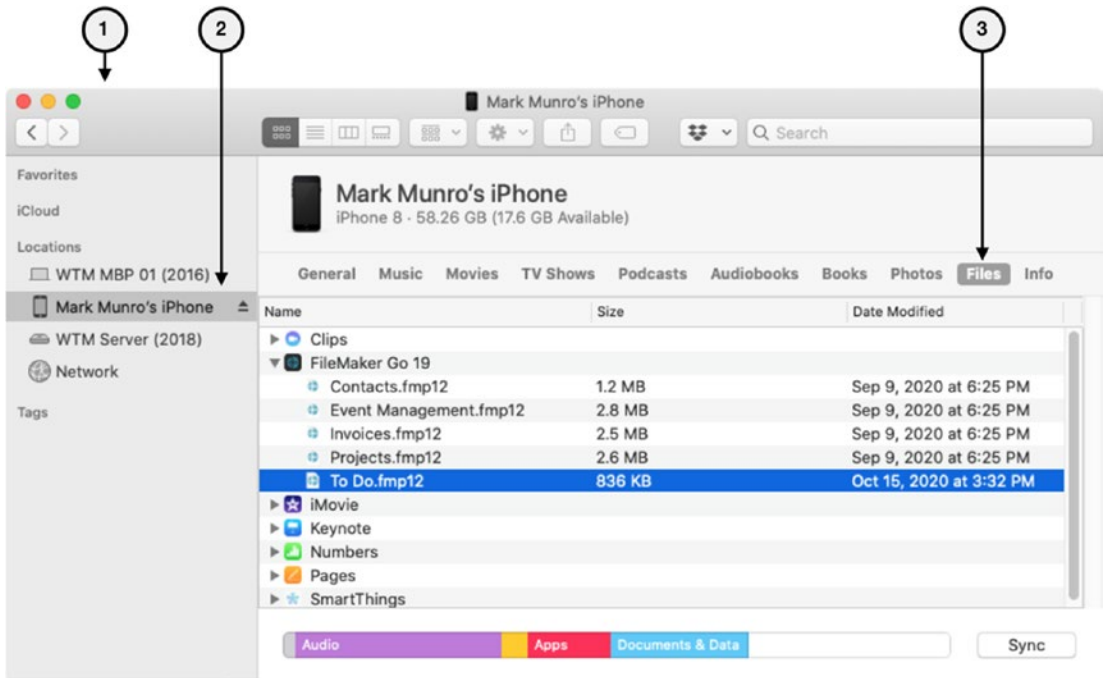 1 2 3
Mark Munro's iPhone
Search
Favorites
iCloud
Locations
WTM MBP 01 (2016)
Mark Munro's iPhone
WTM Server (2018)
Network
Tags
Mark Munro's iPhone
iPhone 8 · 58.26 GB (17.6 GB Available)
General Music Movies TV Shows Podcasts Audiobooks Books Photos Files Info
Name Size Date Modified
Clips
FileMaker Go 19
Contacts.fmp12 1.2 MB Sep 9, 2020 at 6:25 PM
Event Management.fmp12 2.8 MB Sep 9, 2020 at 6:25 PM
Invoices.fmp12 2.5 MB Sep 9, 2020 at 6:25 PM
Projects.fmp12 2.6 MB Sep 9, 2020 at 6:25 PM
To Do.fmp12 836 KB Oct 15, 2020 at 3:32 PM
iMovie
Keynote
Numbers
Pages
SmartThings
Audio Apps Documents & Data Sync